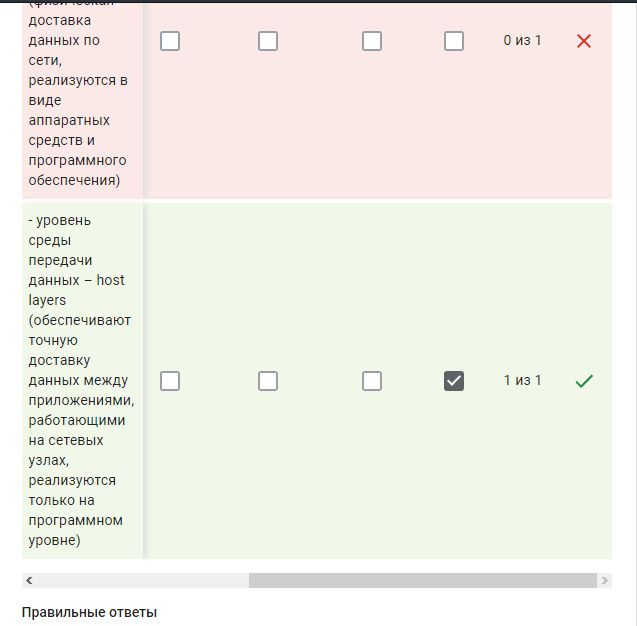 (физическая
доставка
данных по
сети,
реализуются в
виде
аппаратных
средств и
программного
обеспечения)
0 из 1
- уровень
среды
передачи
данных – host
layers
(обеспечивают
точную
доставку
данных между
приложениями,
работающими
на сетевых
узлах,
реализуются
только на
программном
уровне)
1 из 1
Правильные ответы